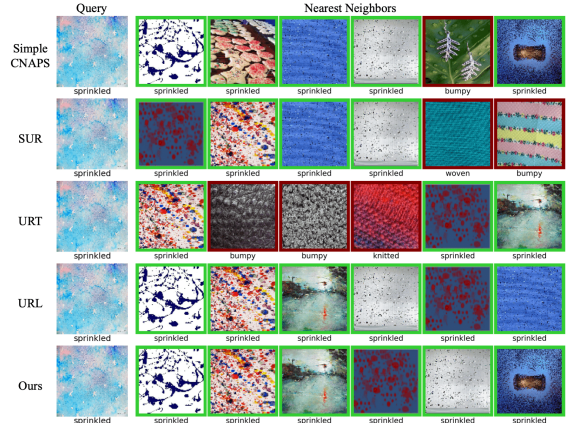 Query Nearest Neighbors
Simple
CNAPS
sprinkled sprinkled sprinkled sprinkled sprinkled bumpy sprinkled
SUR
sprinkled sprinkled sprinkled sprinkled sprinkled woven bumpy
URT
sprinkled sprinkled bumpy bumpy knitted sprinkled sprinkled
URL
sprinkled sprinkled sprinkled sprinkled sprinkled sprinkled sprinkled
Ours
sprinkled sprinkled sprinkled sprinkled sprinkled sprinkled sprinkled